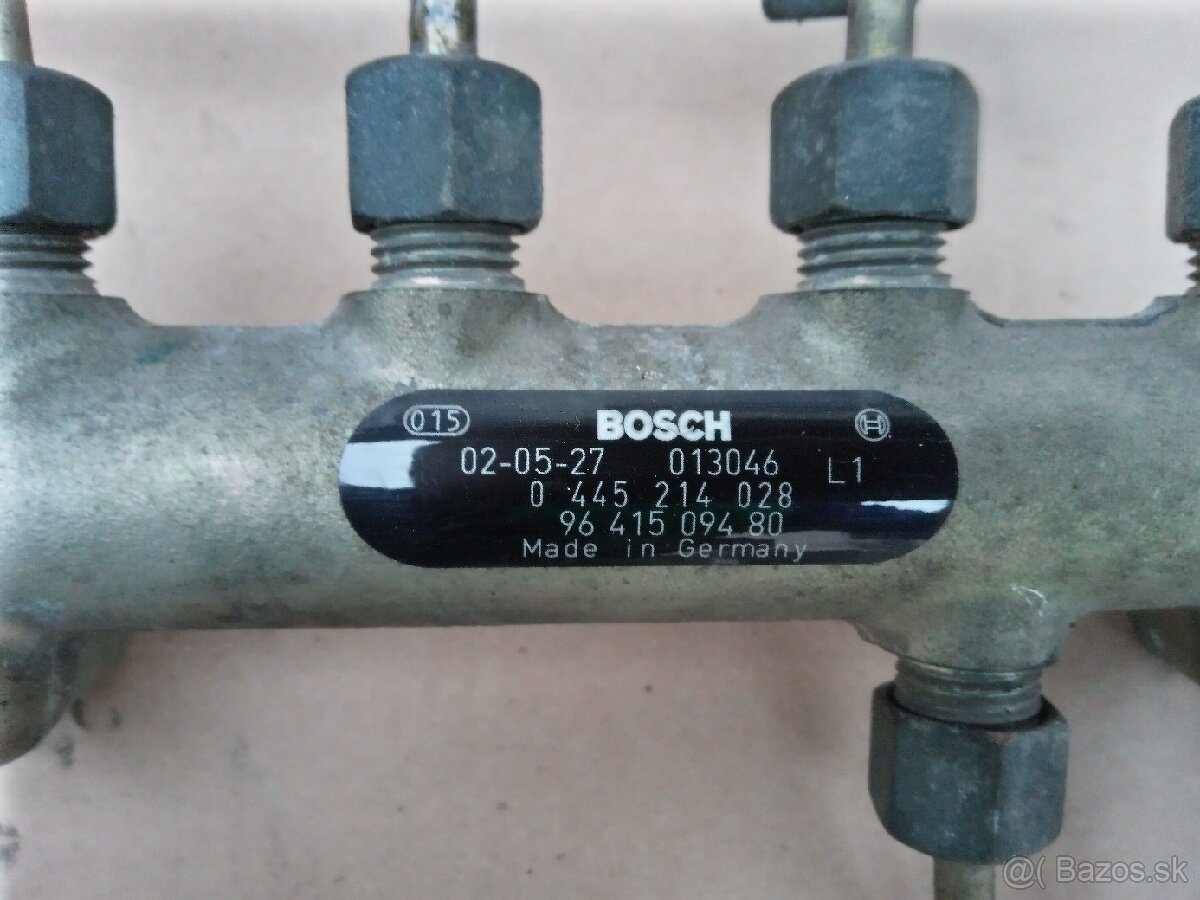 015 BOSCH
02-05-27 013046 L1
0 445 214 028
96 415 094 80
Made in Germany
@( Bazos.sk